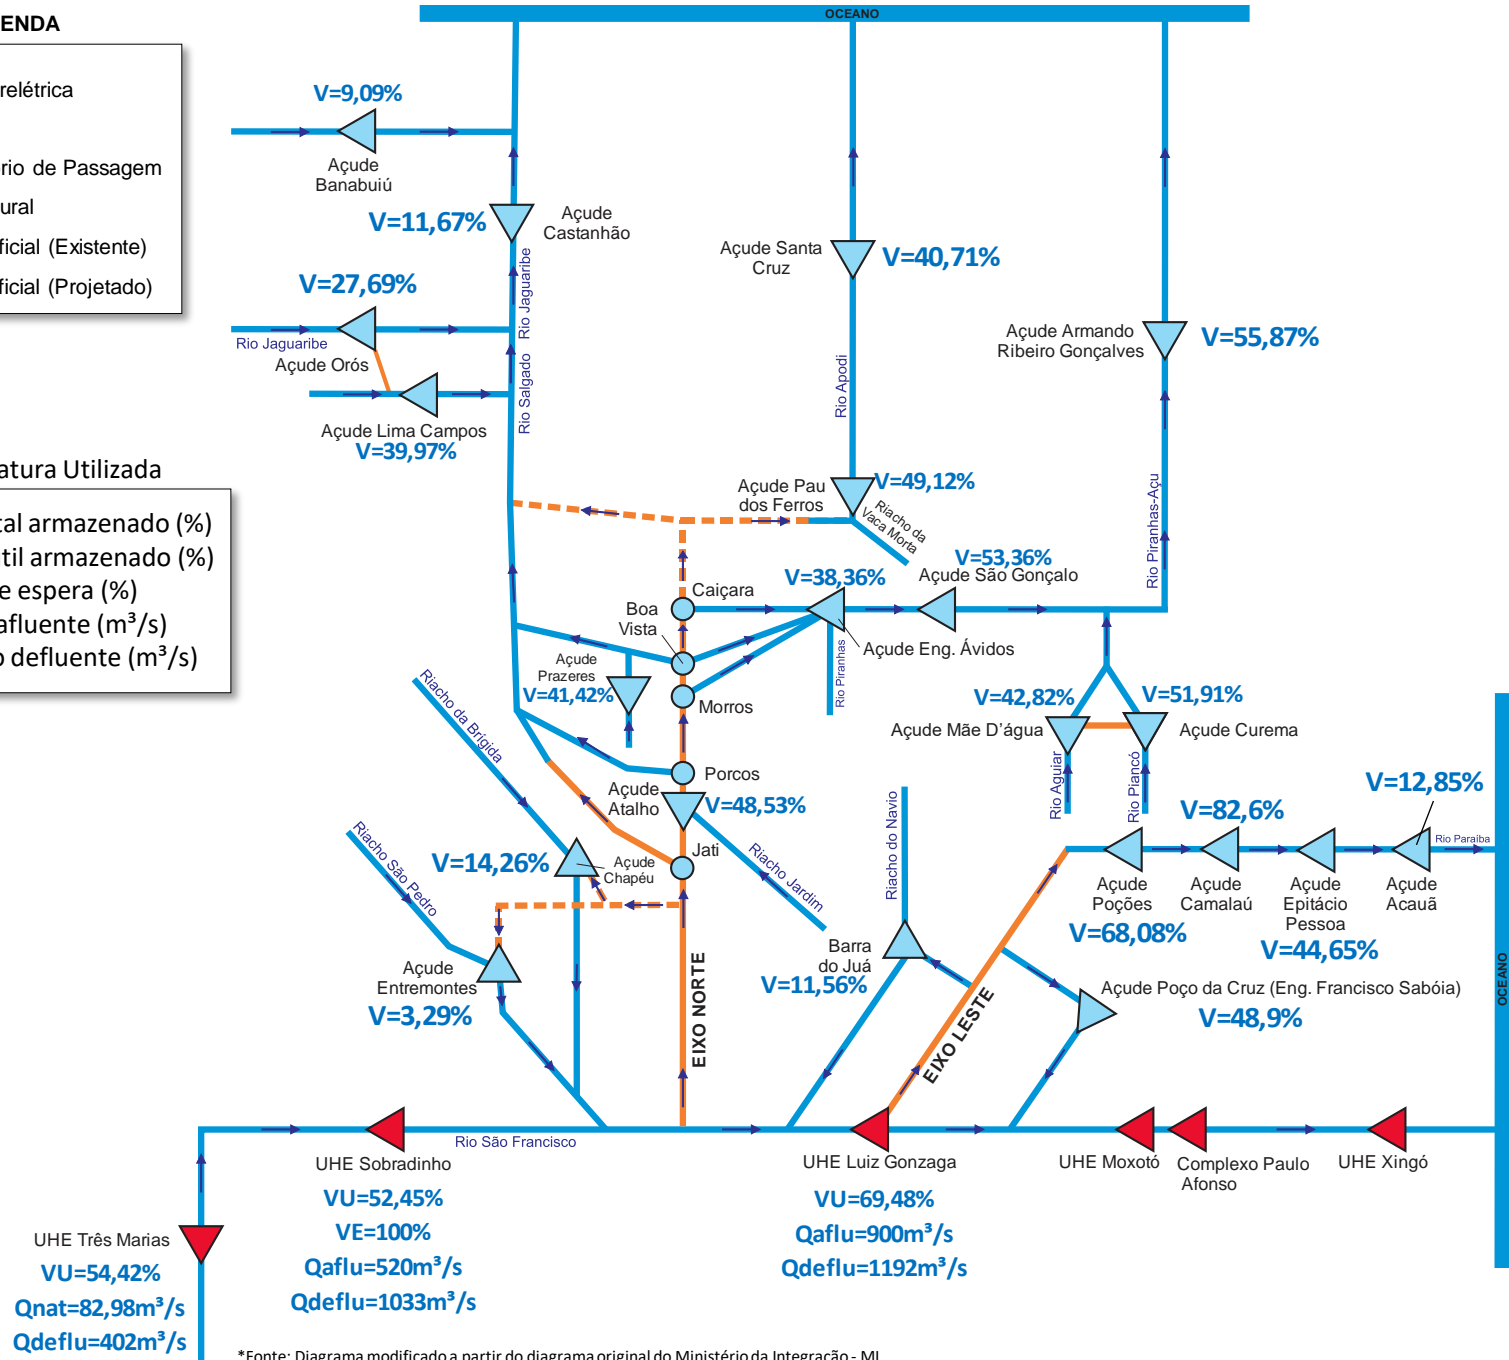 OCEANO
ENDA
relétrica
rio de Passagem
ural
ficial (Existente)
ficial (Projetado)
V=9,09%
Açude
Banabuiú
V=11,67%
Açude
Castanhão
V=27,69%
Rio Jaguaribe
Açude Orós
Rio Jaguaribe
Rio Salgado
Açude Lima Campos
V=39,97%
Açude Santa
Cruz
V=40,71%
Rio Apodi
Açude Armando
Ribeiro Gonçalves
V=55,87%
Rio Piranhas-Açu
atura Utilizada
tal armazenado (%)
útil armazenado (%)
e espera (%)
afluente (m³/s)
o defluente (m³/s)
Açude Pau
dos Ferros
V=49,12%
Riacho da
Vaca Morta
V=53,36%
Açude São Gonçalo
V=38,36%
Caiçara
Boa
Vista
Açude Eng. Ávidos
Rio Piranhas
Açude
Prazeres
V=41,42%
Morros
Porcos
Riacho da Brígida
V=42,82%
Açude Mãe D'água
V=51,91%
Açude Curema
Rio Aguiar
Rio Piancó
Açude
Atalho
V=48,53%
Jati
Riacho Jardim
Riacho São Pedro
V=14,26%
Açude
Chapéu
Riacho do Navio
V=12,85%
V=82,6%
Rio Paraiba
Açude
Poções
V=68,08%
Açude
Camalaú
Açude
Epitácio
Pessoa
V=44,65%
Açude
Acauã
Açude
Entremontes
V=3,29%
EIXO NORTE
Barra
do Juá
V=11,56%
EIXO LESTE
Açude Poço da Cruz (Eng. Francisco Sabóia)
V=48,9%
OCEANO
Rio São Francisco
UHE Sobradinho
VU=52,45%
VE=100%
Qaflu=520m³/s
Qdeflu=1033m³/s
UHE Luiz Gonzaga
VU=69,48%
Qaflu=900m³/s
Qdeflu=1192m³/s
UHE Moxotó
Complexo Paulo
Afonso
UHE Xingó
UHE Três Marias
VU=54,42%
Qnat=82,98m³/s
Qdeflu=402m³/s
*Fonte: Diagrama modificado a partir do diagrama original do Ministério da Integração - MI